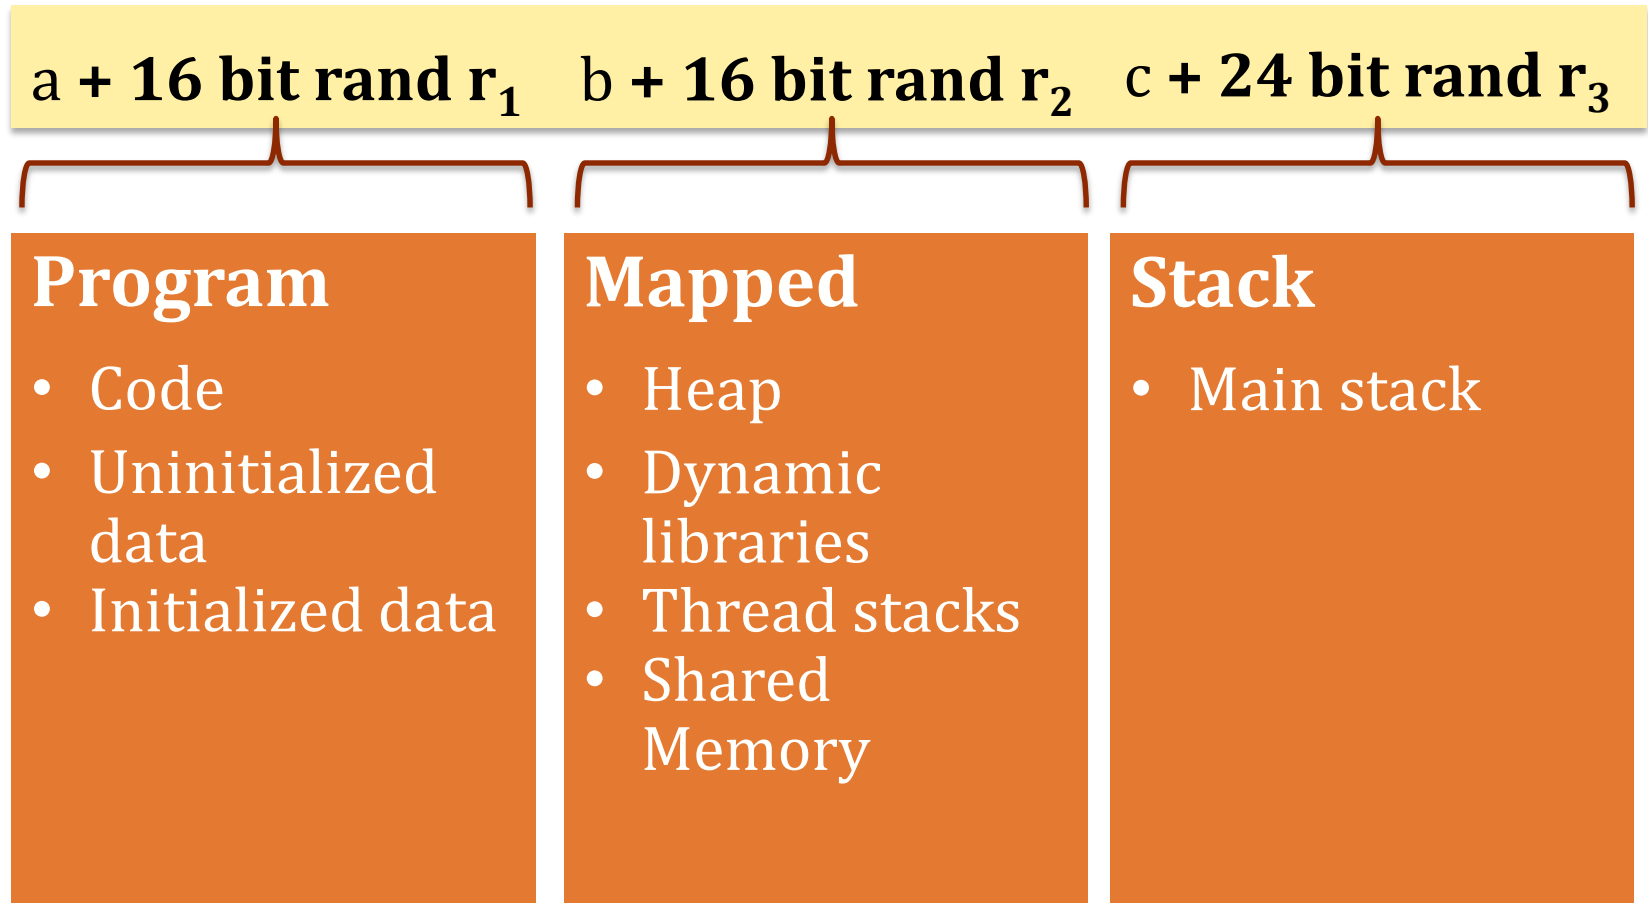 a + 16 bit rand r₁
b + 16 bit rand r₂
c + 24 bit rand r₃
Program
• Code
• Uninitialized
data
• Initialized data
Mapped
• Heap
• Dynamic
libraries
• Thread stacks
• Shared
Memory
Stack
• Main stack